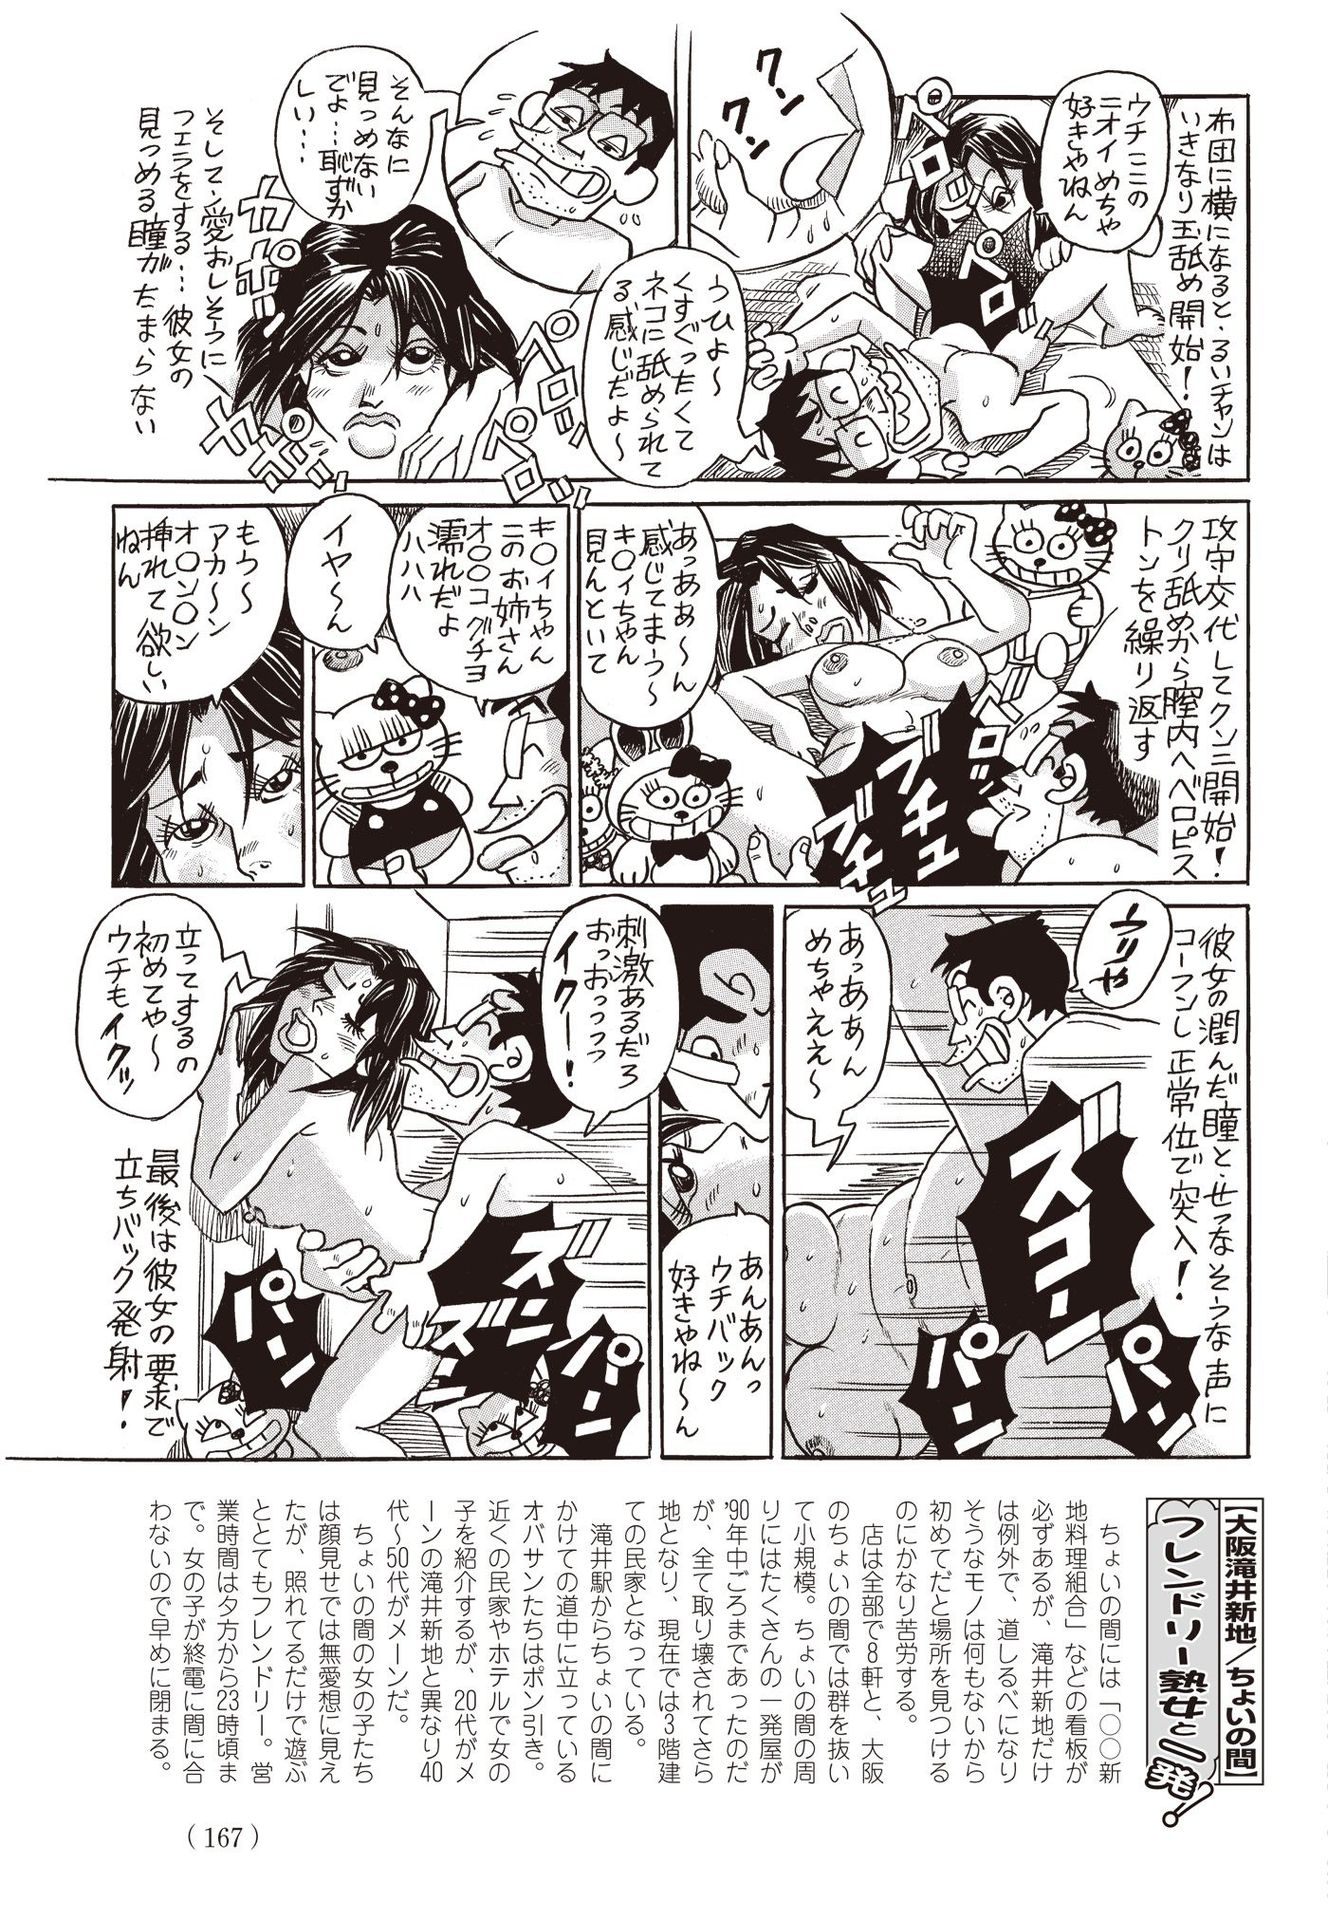 布団に横になると、るいチャンは
いきなり玉舐め開始！
ウチここの
ニオイめちゃ
好きやねん
ペロ
ペロ
クン
クン
うひょ〜
くすぐったくて
ネコに舐められて
る感じだよ〜
そんなに
見つめない
でよ…恥ずか
しい…
ペロッ
ペロッ
カポ
ガポ
そして、愛おしそうに
フェラをする…彼女の
見つめる瞳がたまらない
攻守交代してクンニ開始！
クリ舐めから膣内へベロピス
トンを繰り返す
あっああ〜ん
感じてまーう〜
キ〇ィちゃん
見んといて
ブチュ
ブチュ
キ〇ィちゃん
このお姉さん
オ〇〇コグチョ
濡れだよ
ハハハ
イヤ〜ん
もう〜
アカ〜ン
オ〇ン〇ン
挿れて欲しい
ねん
彼女の潤んだ瞳と、せつなそうな声に
コーフンし正常位で突入！
ウリャ
あっああん
めちゃええ〜
ズコン
パン
パン
あんあんっ
ウチバック
好きやね〜ん
刺激あるだろ
おっおっっっ
イクー！
立ってするの
初めてや〜
ウチもイクッ
パン
パン
最後は彼女の要求で
立ちバック発射！
【大阪滝井新地／ちょいの間】
フレンドリー熟女と一発！
ちょいの間には「〇〇新
地料理組合」などの看板が
必ずあるが、滝井新地だけ
は例外で、道しるべになり
そうなモノは何もないから
初めてだと場所を見つける
のにかなり苦労する。
店は全部で8軒と、大阪
のちょいの間では群を抜い
て小規模。ちょいの間の周
りにはたくさんの一発屋が
'90年中ごろまであったのだ
が、全て取り壊されてさら
地となり、現在では3階建
ての民家となっている。
滝井駅からちょいの間に
かけての道中に立っている
オバサンたちはポン引き。
近くの民家やホテルで女の
子を紹介するが、20代がメ
ーンの滝井新地と異なり40
代〜50代がメーンだ。
ちょいの間の女の子たち
は顔見せでは無愛想に見え
たが、照れてるだけで遊ぶ
ととてもフレンドリー。営
業時間は夕方から23時頃ま
で。女の子が終電に間に合
わないので早めに閉まる。
（167）